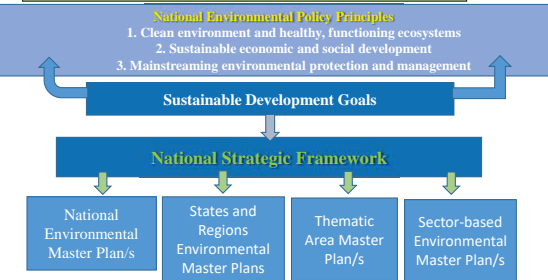 National Environmental Policy Principles
1. Clean environment and healthy, functioning ecosystems
2. Sustainable economic and social development
3. Mainstreaming environmental protection and management
Sustainable Development Goals
National Strategic Framework
National
Environmental
Master Plan/s
States and
Regions
Environmental
Master Plans
Thematic
Area Master
Plan/s
Sector-based
Environmental
Master Plan/s